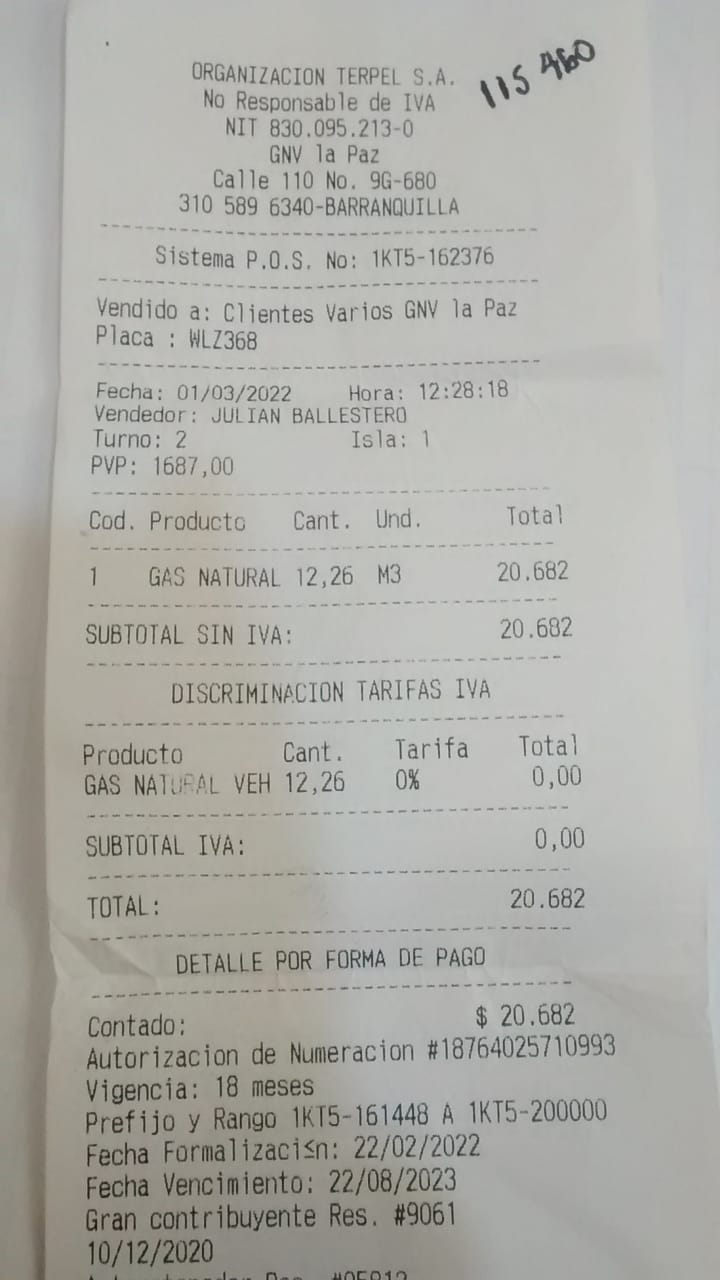 115 460
ORGANIZACION TERPEL S.A.
No Responsable de IVA
NIT 830.095.213-0
GNV la Paz
Calle 110 No. 9G-680
310 589 6340-BARRANQUILLA
Sistema P.O.S. No: 1KT5-162376
Vendido a: Clientes Varios GNV la Paz
Placa : WLZ368
Fecha: 01/03/2022 Hora: 12:28:18
Vendedor: JULIAN BALLESTERO
Turno: 2 Isla: 1
PVP: 1687,00
Cod. Producto Cant. Und. Total
1 GAS NATURAL 12,26 M3 20.682
SUBTOTAL SIN IVA: 20.682
DISCRIMINACION TARIFAS IVA
Producto Cant. Tarifa Total
GAS NATURAL VEH 12,26 0% 0,00
SUBTOTAL IVA: 0,00
TOTAL: 20.682
DETALLE POR FORMA DE PAGO
Contado: $ 20.682
Autorizacion de Numeracion #18764025710993
Vigencia: 18 meses
Prefijo y Rango 1KT5-161448 A 1KT5-200000
Fecha Formalizaci≤n: 22/02/2022
Fecha Vencimiento: 22/08/2023
Gran contribuyente Res. #9061
10/12/2020